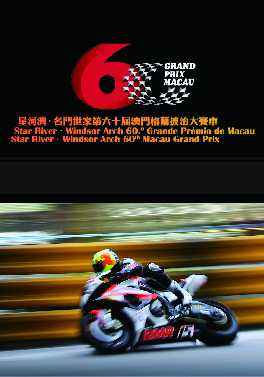 60
GRAND
PRIX
MACAU
星河灣·名門世家第六十屆澳門格蘭披治大賽車
Star River · Windsor Arch 60.º Grande Prémio de Macau
Star River · Windsor Arch 60th Macau Grand Prix